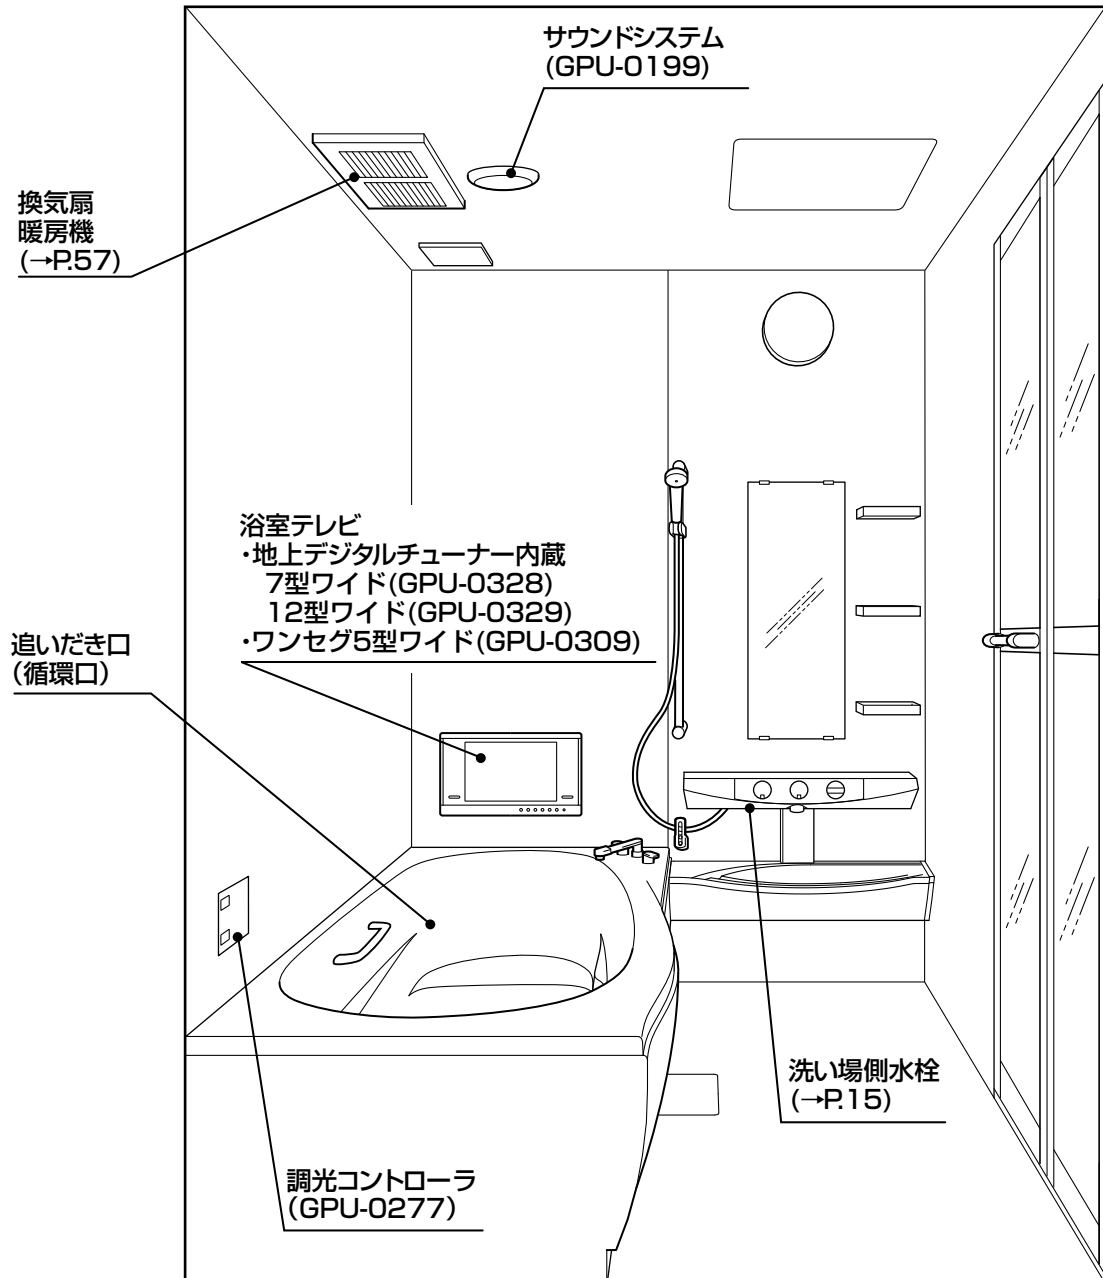 サウンドシステム
(GPU-0199)
換気扇
暖房機
(→P.57)
浴室テレビ
・地上デジタルチューナー内蔵
7型ワイド(GPU-0328)
12型ワイド(GPU-0329)
・ワンセグ5型ワイド(GPU-0309)
追いだき口
(循環口)
洗い場側水栓
(→P.15)
調光コントローラ
(GPU-0277)